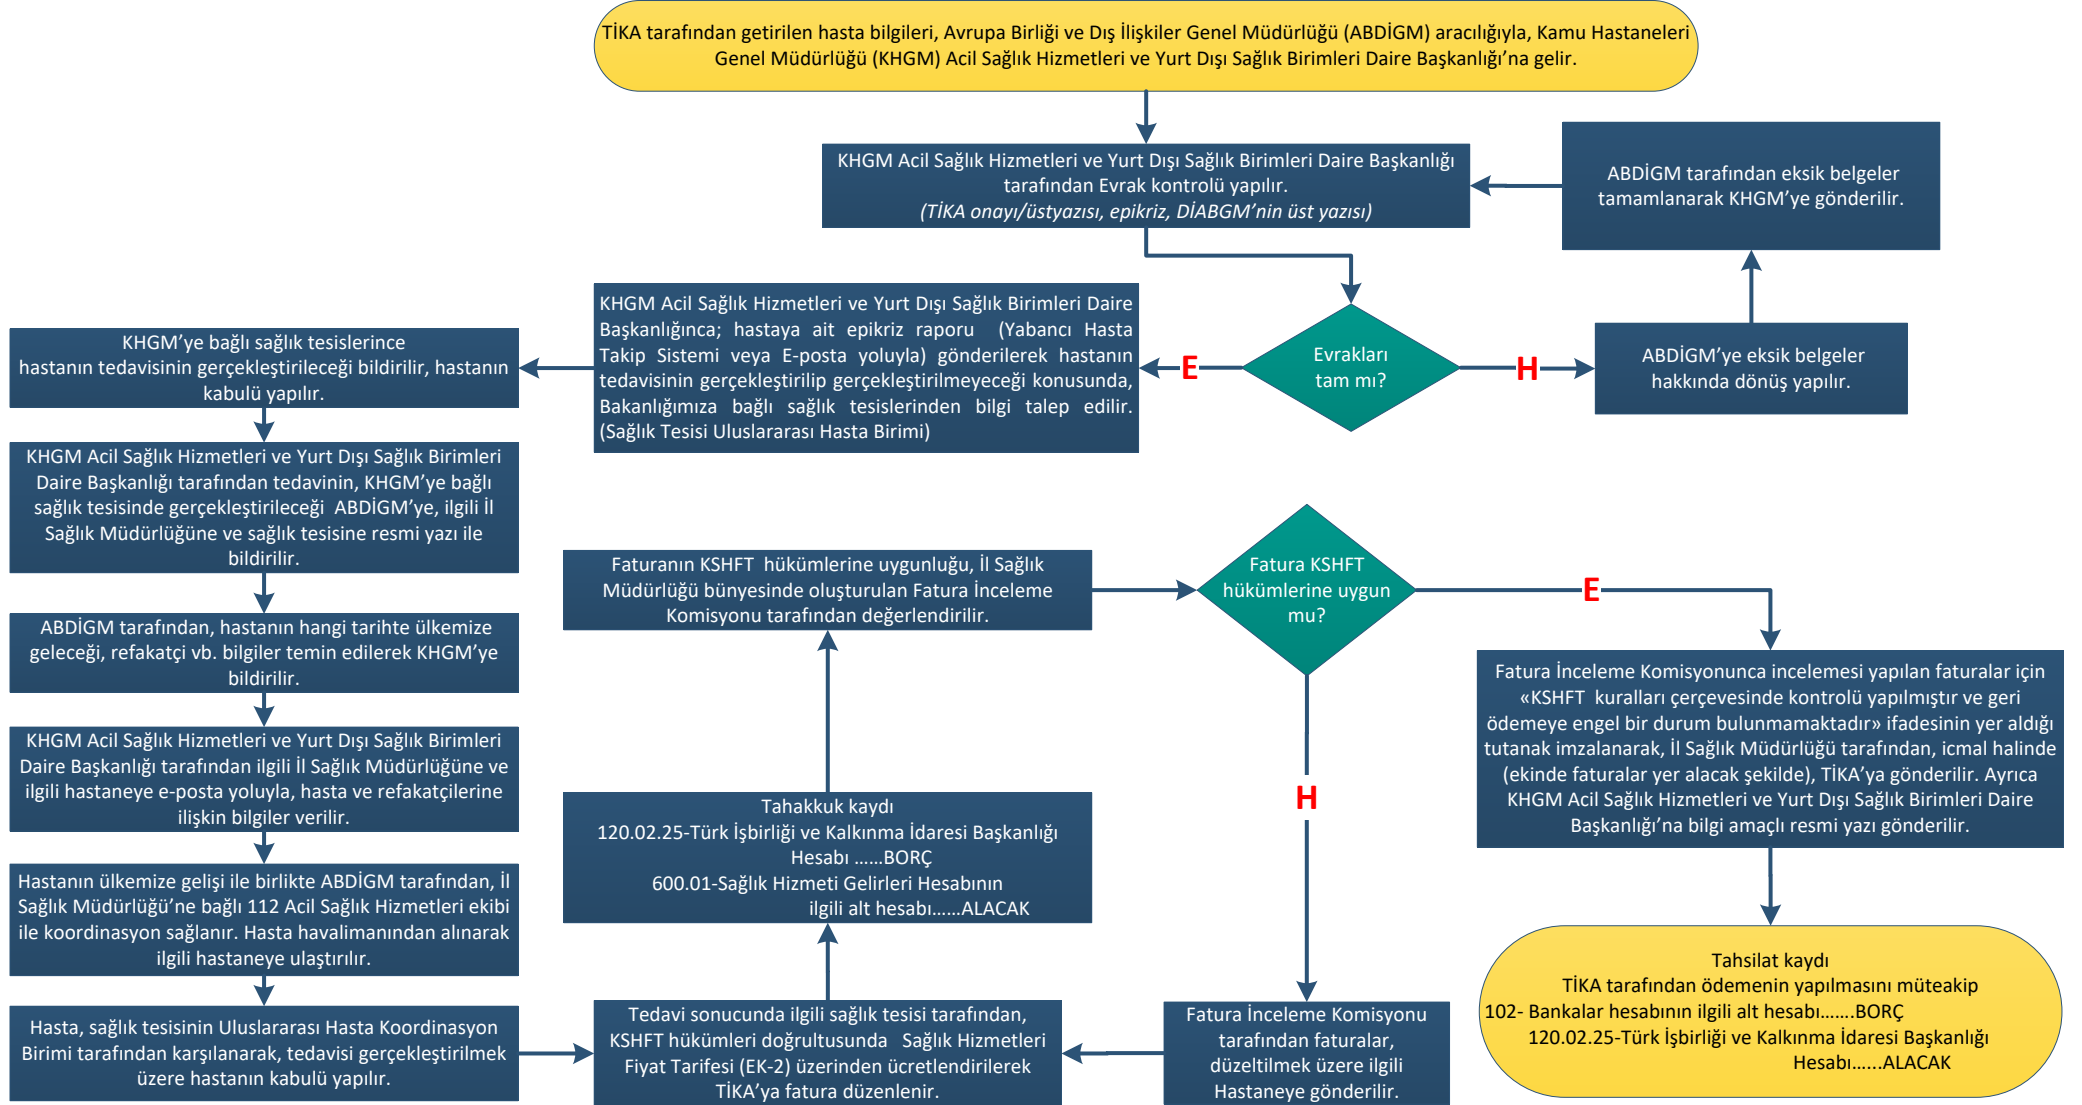 TİKA tarafından getirilen hasta bilgileri, Avrupa Birliği ve Dış İlişkiler Genel Müdürlüğü (ABDİGM) aracılığıyla, Kamu Hastaneleri
Genel Müdürlüğü (KHGM) Acil Sağlık Hizmetleri ve Yurt Dışı Sağlık Birimleri Daire Başkanlığı'na gelir.
KHGM Acil Sağlık Hizmetleri ve Yurt Dışı Sağlık Birimleri Daire Başkanlığı
tarafından Evrak kontrolü yapılır.
(TİKA onayı/üstyazısı, epikriz, DİABGM'nin üst yazısı)
ABDİGM tarafından eksik belgeler
tamamlanarak KHGM'ye gönderilir.
Evrakları
tam mı?
H
ABDİGM'ye eksik belgeler
hakkında dönüş yapılır.
E
KHGM Acil Sağlık Hizmetleri ve Yurt Dışı Sağlık Birimleri Daire
Başkanlığınca; hastaya ait epikriz raporu (Yabancı Hasta
Takip Sistemi veya E-posta yoluyla) gönderilerek hastanın
tedavisinin gerçekleştirilip gerçekleştirilmeyeceği konusunda,
Bakanlığımıza bağlı sağlık tesislerinden bilgi talep edilir.
(Sağlık Tesisi Uluslararası Hasta Birimi)
KHGM'ye bağlı sağlık tesislerince
hastanın tedavisinin gerçekleştirileceği bildirilir, hastanın
kabulü yapılır.
KHGM Acil Sağlık Hizmetleri ve Yurt Dışı Sağlık Birimleri
Daire Başkanlığı tarafından tedavinin, KHGM'ye bağlı
sağlık tesisinde gerçekleştirileceği ABDİGM'ye, ilgili İl
Sağlık Müdürlüğüne ve sağlık tesisine resmi yazı ile
bildirilir.
ABDİGM tarafından, hastanın hangi tarihte ülkemize
geleceği, refakatçi vb. bilgiler temin edilerek KHGM'ye
bildirilir.
KHGM Acil Sağlık Hizmetleri ve Yurt Dışı Sağlık Birimleri
Daire Başkanlığı tarafından ilgili İl Sağlık Müdürlüğüne ve
ilgili hastaneye e-posta yoluyla, hasta ve refakatçilerine
ilişkin bilgiler verilir.
Hastanın ülkemize gelişi ile birlikte ABDİGM tarafından, İl
Sağlık Müdürlüğü'ne bağlı 112 Acil Sağlık Hizmetleri ekibi
ile koordinasyon sağlanır. Hasta havalimanından alınarak
ilgili hastaneye ulaştırılır.
Hasta, sağlık tesisinin Uluslararası Hasta Koordinasyon
Birimi tarafından karşılanarak, tedavisi gerçekleştirilmek
üzere hastanın kabulü yapılır.
Tedavi sonucunda ilgili sağlık tesisi tarafından,
KSHFT hükümleri doğrultusunda Sağlık Hizmetleri
Fiyat Tarifesi (EK-2) üzerinden ücretlendirilerek
TİKA'ya fatura düzenlenir.
Tahakkuk kaydı
120.02.25-Türk İşbirliği ve Kalkınma İdaresi Başkanlığı
Hesabı ......BORÇ
600.01-Sağlık Hizmeti Gelirleri Hesabının
ilgili alt hesabı......ALACAK
Faturanın KSHFT hükümlerine uygunluğu, İl Sağlık
Müdürlüğü bünyesinde oluşturulan Fatura İnceleme
Komisyonu tarafından değerlendirilir.
Fatura KSHFT
hükümlerine uygun
mu?
H
Fatura İnceleme Komisyonu
tarafından faturalar,
düzeltilmek üzere ilgili
Hastaneye gönderilir.
E
Fatura İnceleme Komisyonunca incelemesi yapılan faturalar için
«KSHFT kuralları çerçevesinde kontrolü yapılmıştır ve geri
ödemeye engel bir durum bulunmamaktadır» ifadesinin yer aldığı
tutanak imzalanarak, İl Sağlık Müdürlüğü tarafından, icmal halinde
(ekinde faturalar yer alacak şekilde), TİKA'ya gönderilir. Ayrıca
KHGM Acil Sağlık Hizmetleri ve Yurt Dışı Sağlık Birimleri Daire
Başkanlığı'na bilgi amaçlı resmi yazı gönderilir.
Tahsilat kaydı
TİKA tarafından ödemenin yapılmasını müteakip
102- Bankalar hesabının ilgili alt hesabı.......BORÇ
120.02.25-Türk İşbirliği ve Kalkınma İdaresi Başkanlığı
Hesabı......ALACAK